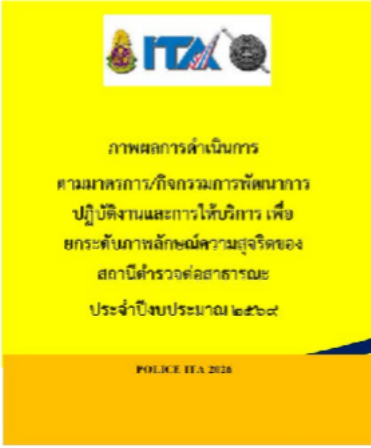 ITA
ภาพผลการดำเนินการ
ตามมาตรการ/กิจกรรมการพัฒนาการ
ปฏิบัติงานและการให้บริการ เพื่อ
ยกระดับภาพลักษณ์ความสุจริตของ
สถานีตำรวจต่อสาธารณะ
ประจำปีงบประมาณ ๒๕๖๙
POLICE ITA 2026